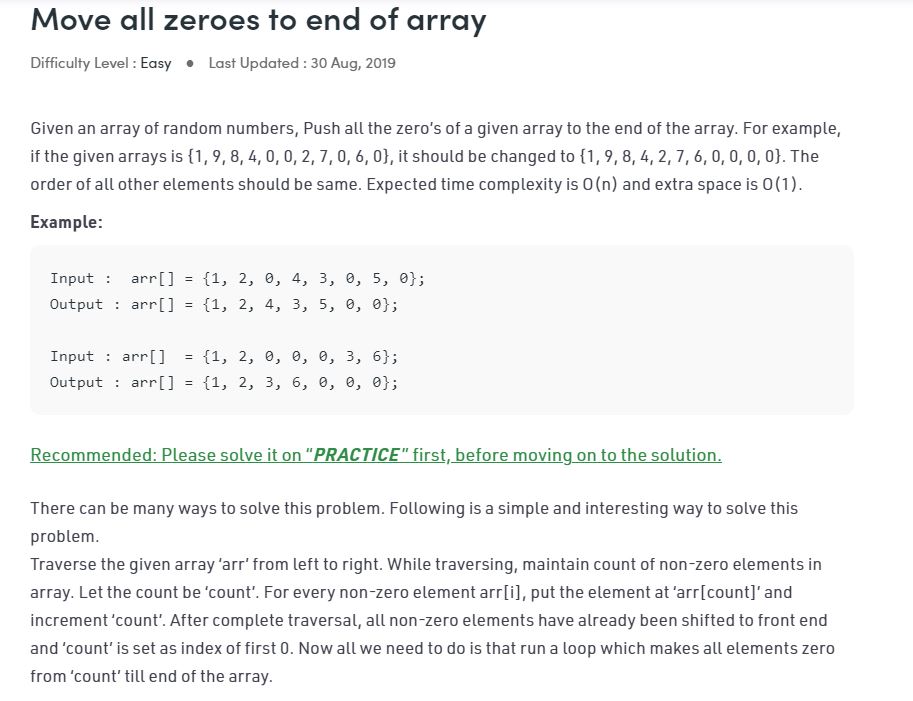 Move all zeroes to end of array
Difficulty Level : Easy ● Last Updated : 30 Aug, 2019
Given an array of random numbers, Push all the zero's of a given array to the end of the array. For example,
if the given arrays is {1, 9, 8, 4, 0, 0, 2, 7, 0, 6, 0}, it should be changed to {1, 9, 8, 4, 2, 7, 6, 0, 0, 0, 0}. The
order of all other elements should be same. Expected time complexity is O(n) and extra space is O(1).
Example:
Input :  arr[] = {1, 2, 0, 4, 3, 0, 5, 0};
Output : arr[] = {1, 2, 4, 3, 5, 0, 0};
Input : arr[]  = {1, 2, 0, 0, 0, 3, 6};
Output : arr[] = {1, 2, 3, 6, 0, 0, 0};
Recommended: Please solve it on "PRACTICE" first, before moving on to the solution.
There can be many ways to solve this problem. Following is a simple and interesting way to solve this
problem.
Traverse the given array 'arr' from left to right. While traversing, maintain count of non-zero elements in
array. Let the count be 'count'. For every non-zero element arr[i], put the element at 'arr[count]' and
increment 'count'. After complete traversal, all non-zero elements have already been shifted to front end
and 'count' is set as index of first 0. Now all we need to do is that run a loop which makes all elements zero
from 'count' till end of the array.